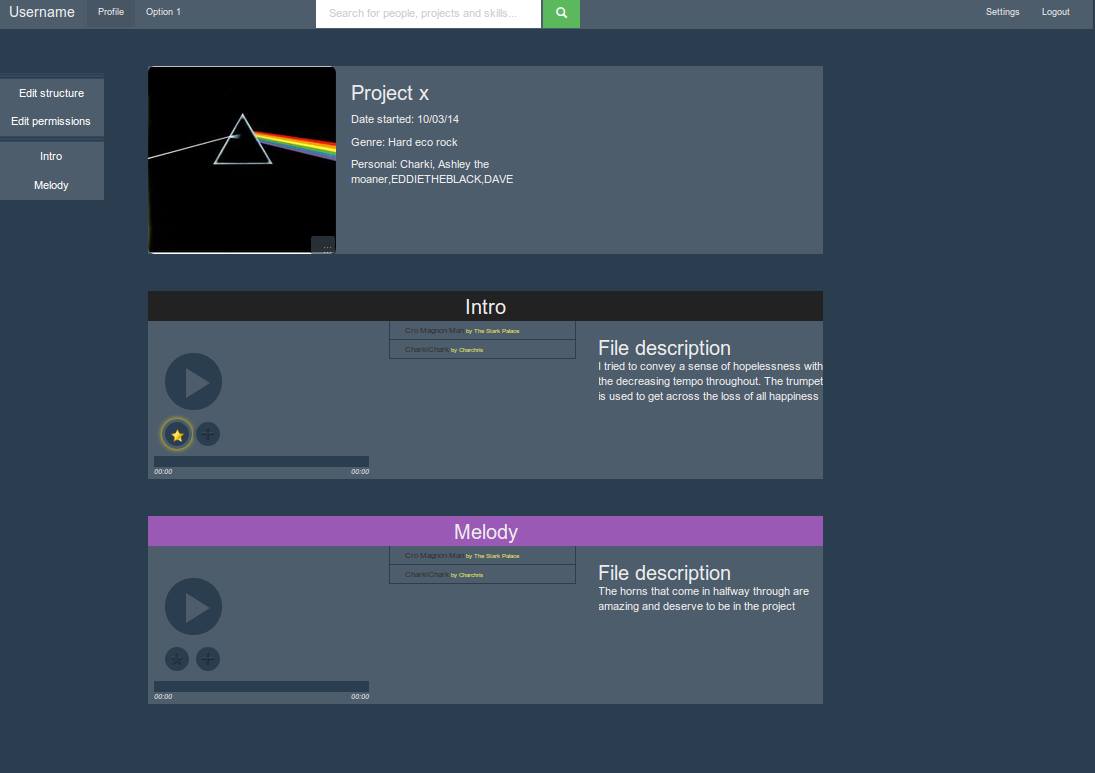 Username
Profile
Option 1
Search for people, projects and skills...
Settings
Logout
Edit structure
Edit permissions
Intro
Melody
...
Project x
Date started: 10/03/14
Genre: Hard eco rock
Personal: Charki, Ashley the
moaner,EDDIETHEBLACK,DAVE
Intro
Cro Magnon Man by The Stark Palace
CharkiChark by Charchris
File description
I tried to convey a sense of hopelessness with
the decreasing tempo throughout. The trumpet
is used to get across the loss of all happiness
00:00
00:00
Melody
Cro Magnon Man by The Stark Palace
CharkiChark by Charchris
File description
The horns that come in halfway through are
amazing and deserve to be in the project
00:00
00:00